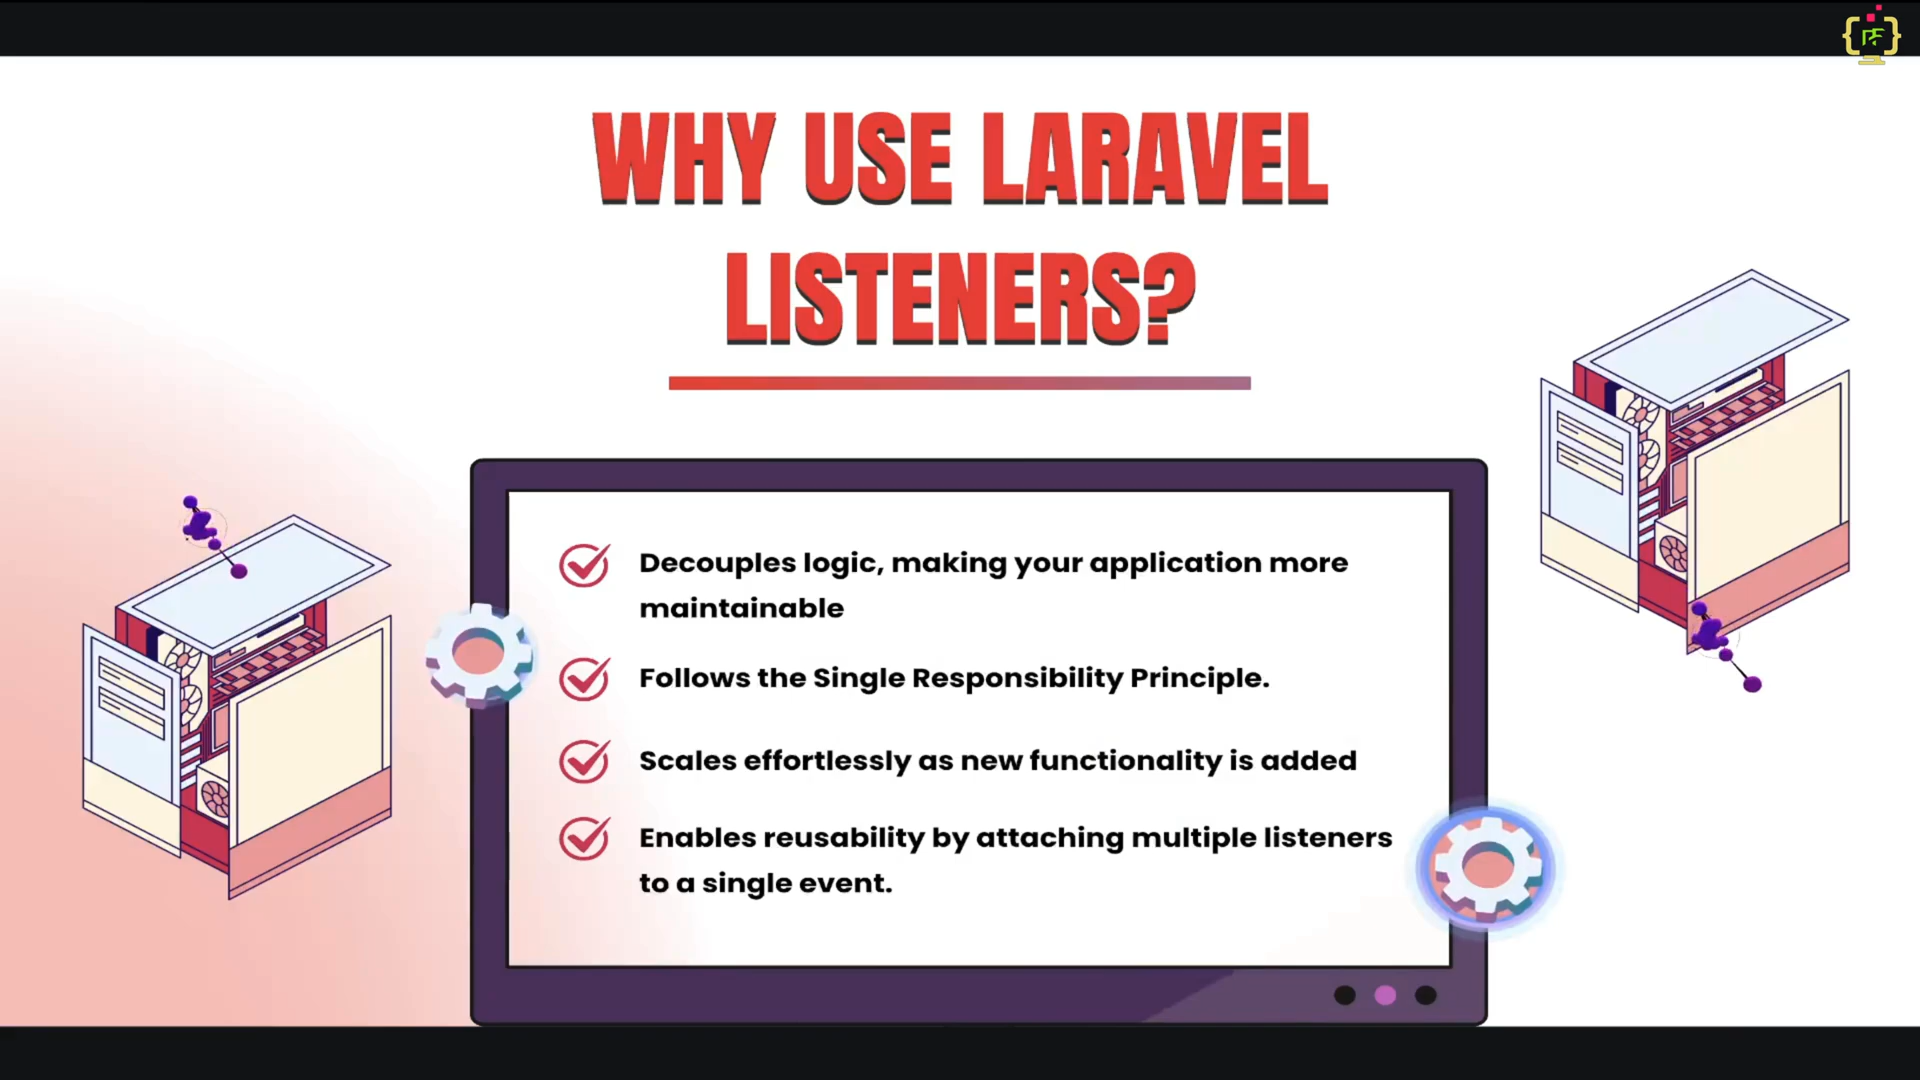 WHY USE LARAVEL
LISTENERS?
Decouples logic, making your application more
maintainable
Follows the Single Responsibility Principle.
Scales effortlessly as new functionality is added
Enables reusability by attaching multiple listeners
to a single event.